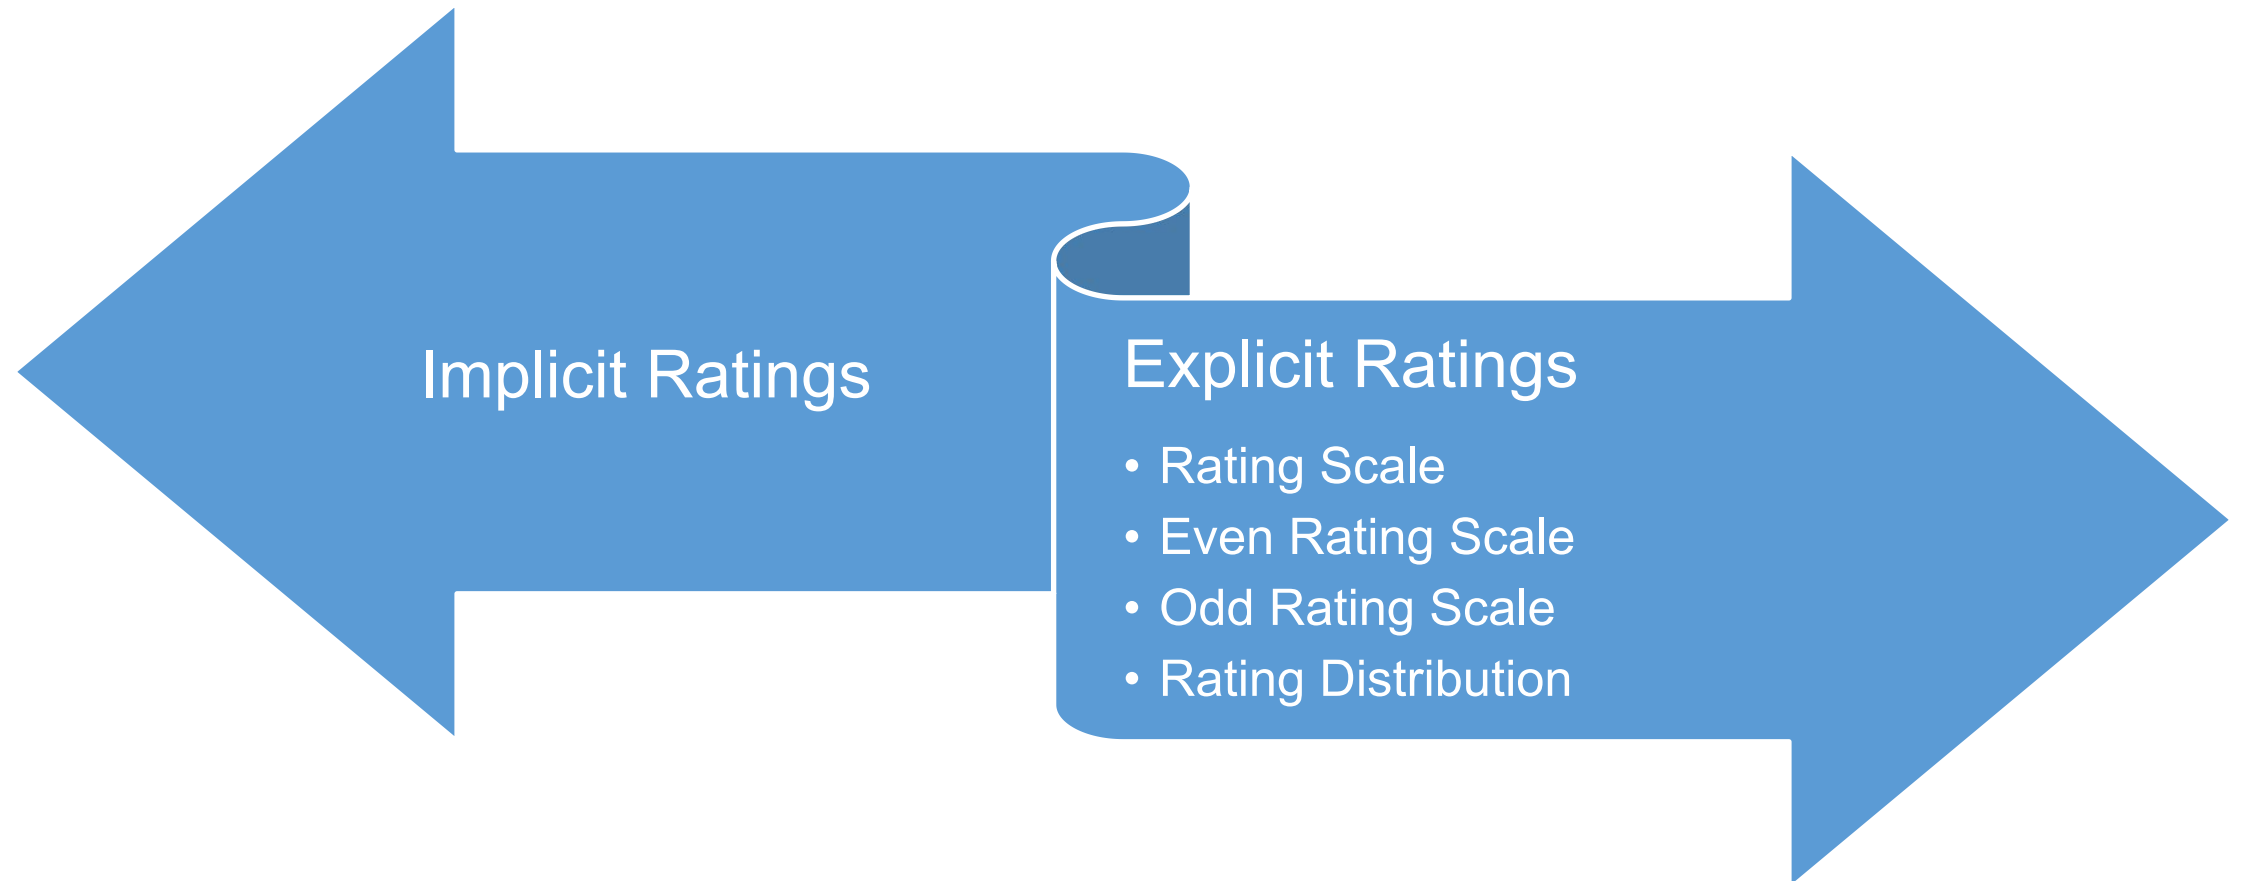 Implicit Ratings
Explicit Ratings
• Rating Scale
• Even Rating Scale
• Odd Rating Scale
• Rating Distribution